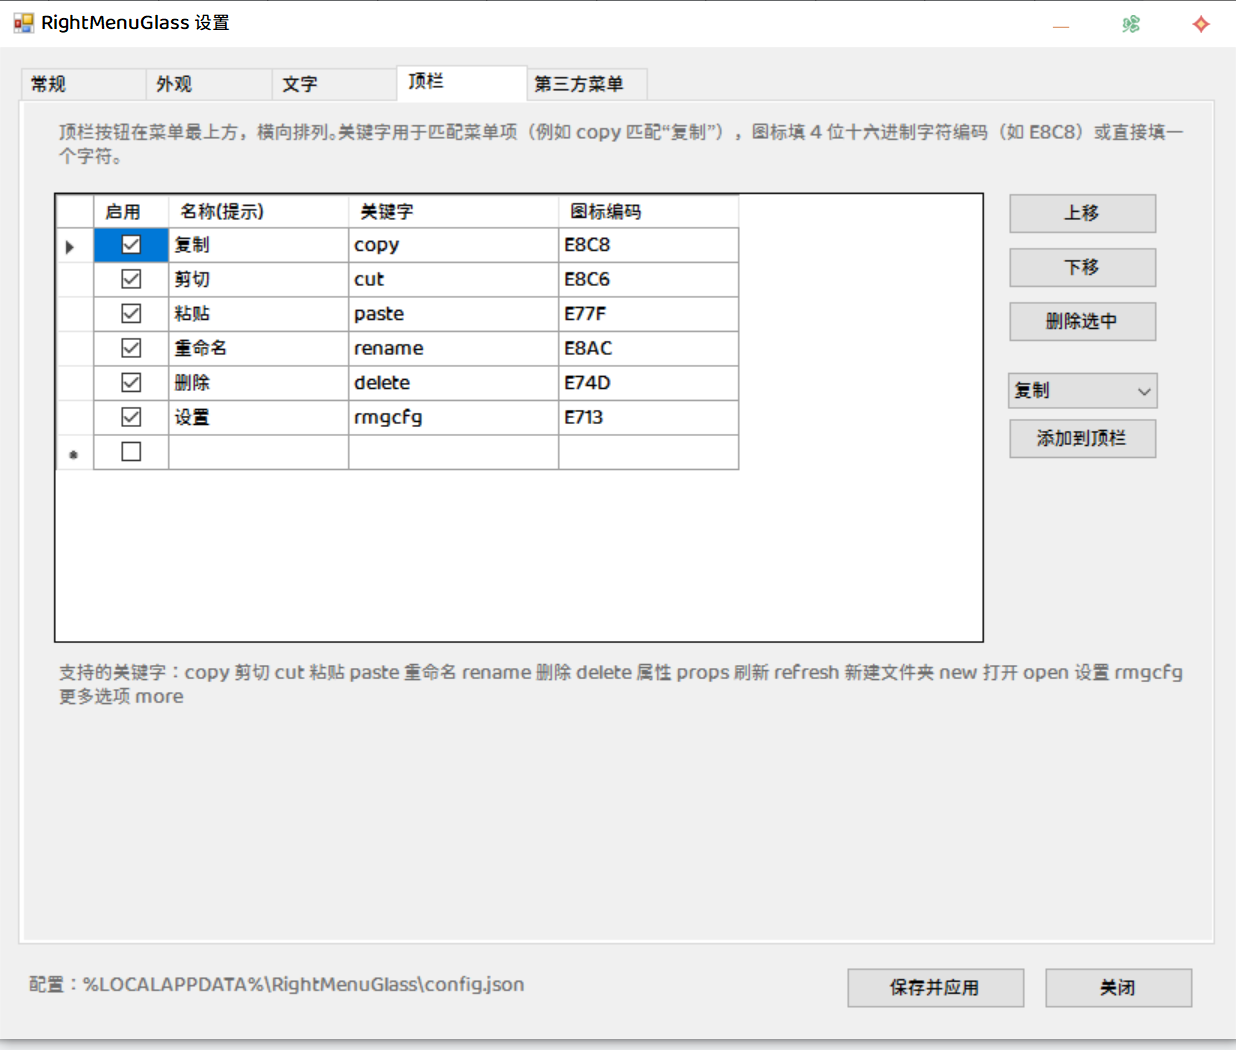 RightMenuGlass 设置
常规 外观 文字 顶栏 第三方菜单
顶栏按钮在菜单最上方，横向排列。关键字用于匹配菜单项（例如 copy 匹配“复制”），图标填 4 位十六进制字符编码（如 E8C8）或直接填一
个字符。
启用 名称(提示) 关键字 图标编码
复制 copy E8C8
剪切 cut E8C6
粘贴 paste E77F
重命名 rename E8AC
删除 delete E74D
设置 rmgcfg E713
上移
下移
删除选中
复制
添加到顶栏
支持的关键字：copy 剪切 cut 粘贴 paste 重命名 rename 删除 delete 属性 props 刷新 refresh 新建文件夹 new 打开 open 设置 rmgcfg
更多选项 more
配置：%LOCALAPPDATA%\RightMenuGlass\config.json
保存并应用 关闭